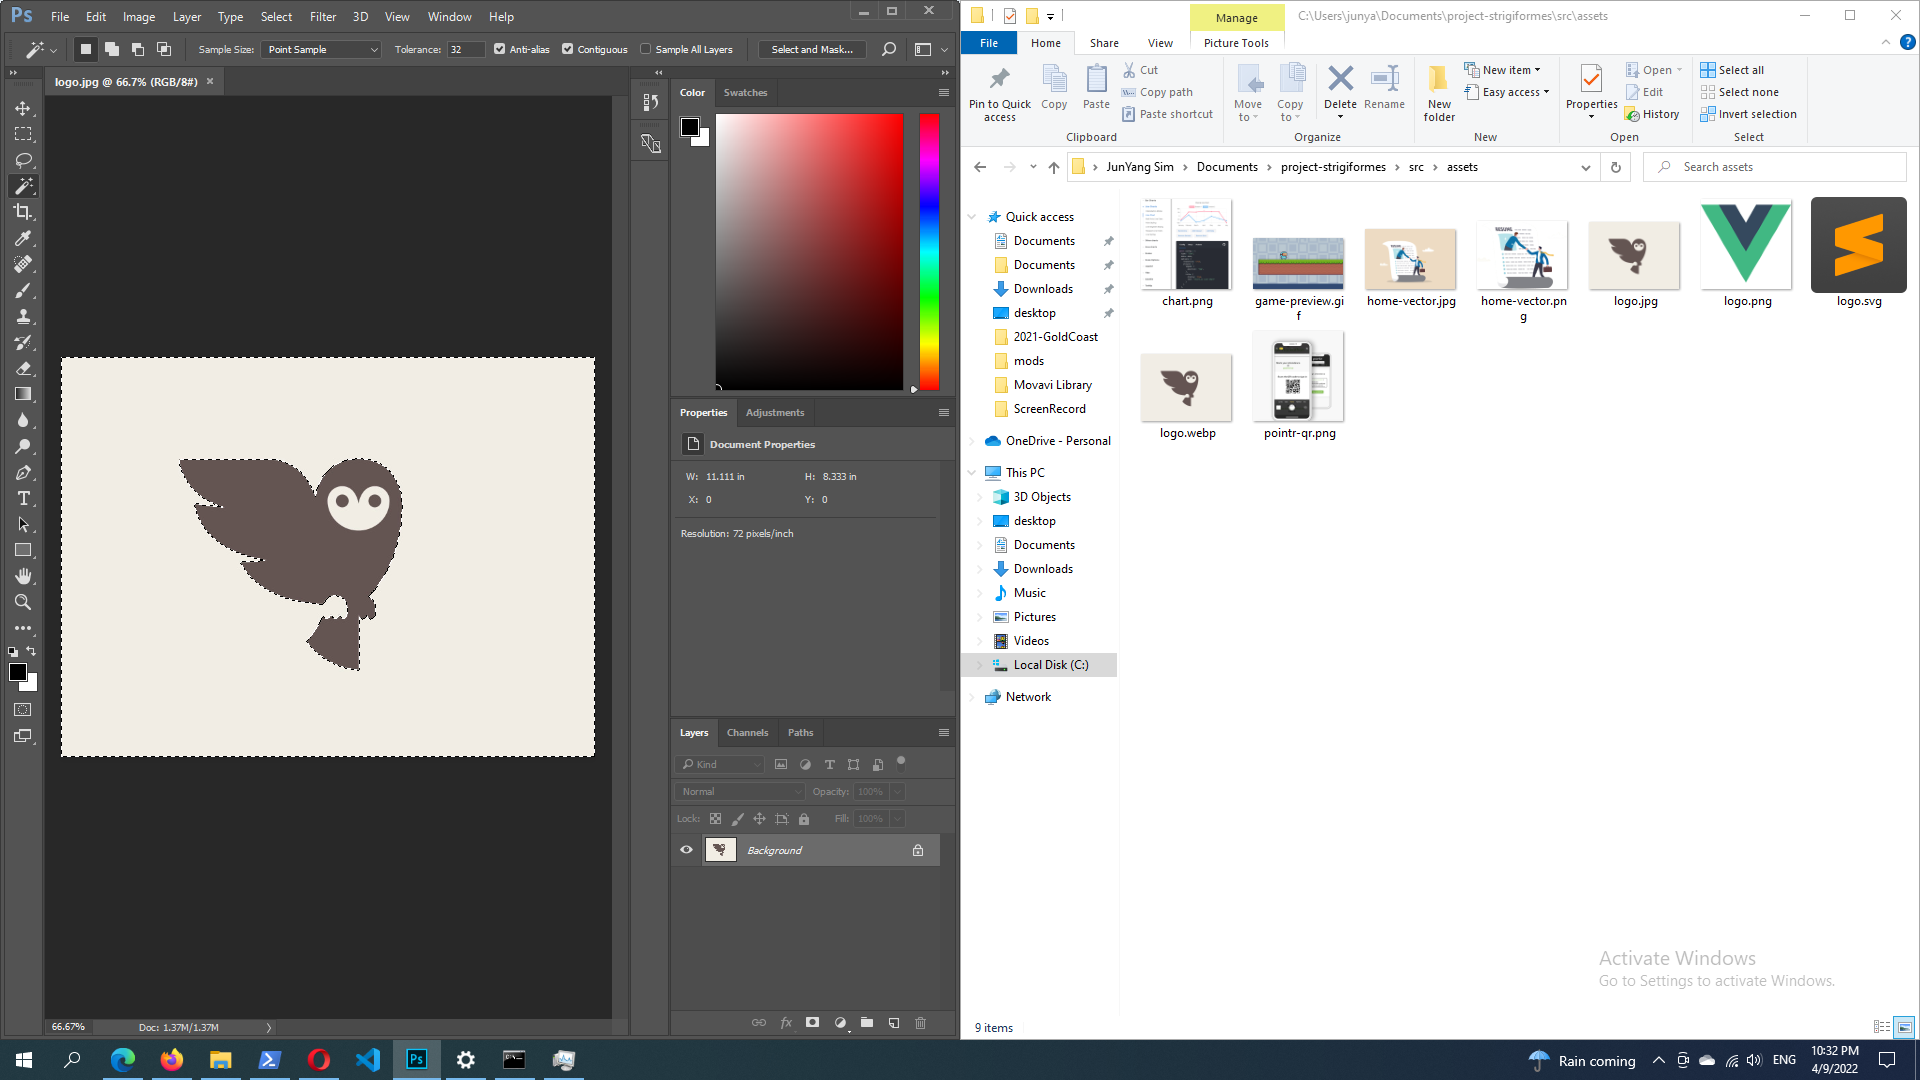 Ps File Edit Image Layer Type Select Filter 3D View Window Help
Sample Size: Point Sample Tolerance: 32 Anti-alias Contiguous Sample All Layers Select and Mask...
logo.jpg @ 66.7% (RGB/8#)
Color Swatches
Properties Adjustments
Document Properties
W: 11.111 in H: 8.333 in
X: 0 Y: 0
Resolution: 72 pixels/inch
Layers Channels Paths
Kind
Normal Opacity: 100%
Lock: Fill: 100%
Background
66.67% Doc: 1.37M/1.37M
Manage C:\Users\junya\Documents\project-strigiformes\src\assets
File Home Share View Picture Tools
Pin to Quick access
Copy
Paste
Cut
Copy path
Paste shortcut
Clipboard
Move to
Copy to
Delete
Rename
Organize
New folder
New item
Easy access
New
Properties
Open
Edit
History
Open
Select all
Select none
Invert selection
Select
JunYang Sim Documents project-strigiformes src assets
Search assets
Quick access
Documents
Documents
Downloads
desktop
2021-GoldCoast
mods
Movavi Library
ScreenRecord
OneDrive - Personal
This PC
3D Objects
desktop
Documents
Downloads
Music
Pictures
Videos
Local Disk (C:)
Network
chart.png
game-preview.gi
f
home-vector.jpg
home-vector.pn
g
logo.jpg
logo.png
logo.svg
logo.webp
pointr-qr.png
Activate Windows
Go to Settings to activate Windows.
9 items
Ps
Rain coming
ENG
10:32 PM
4/9/2022